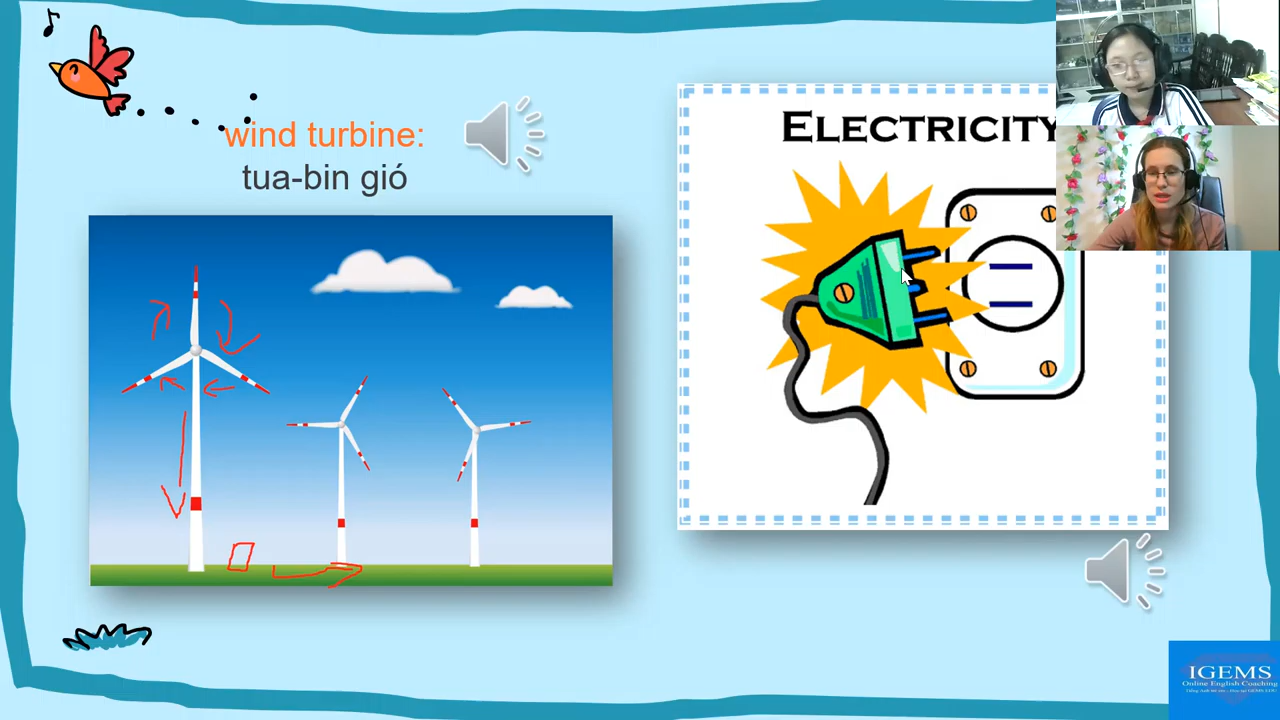 wind turbine:
tua-bin gió
ELECTRICITY
IGEMS
Online English Coaching